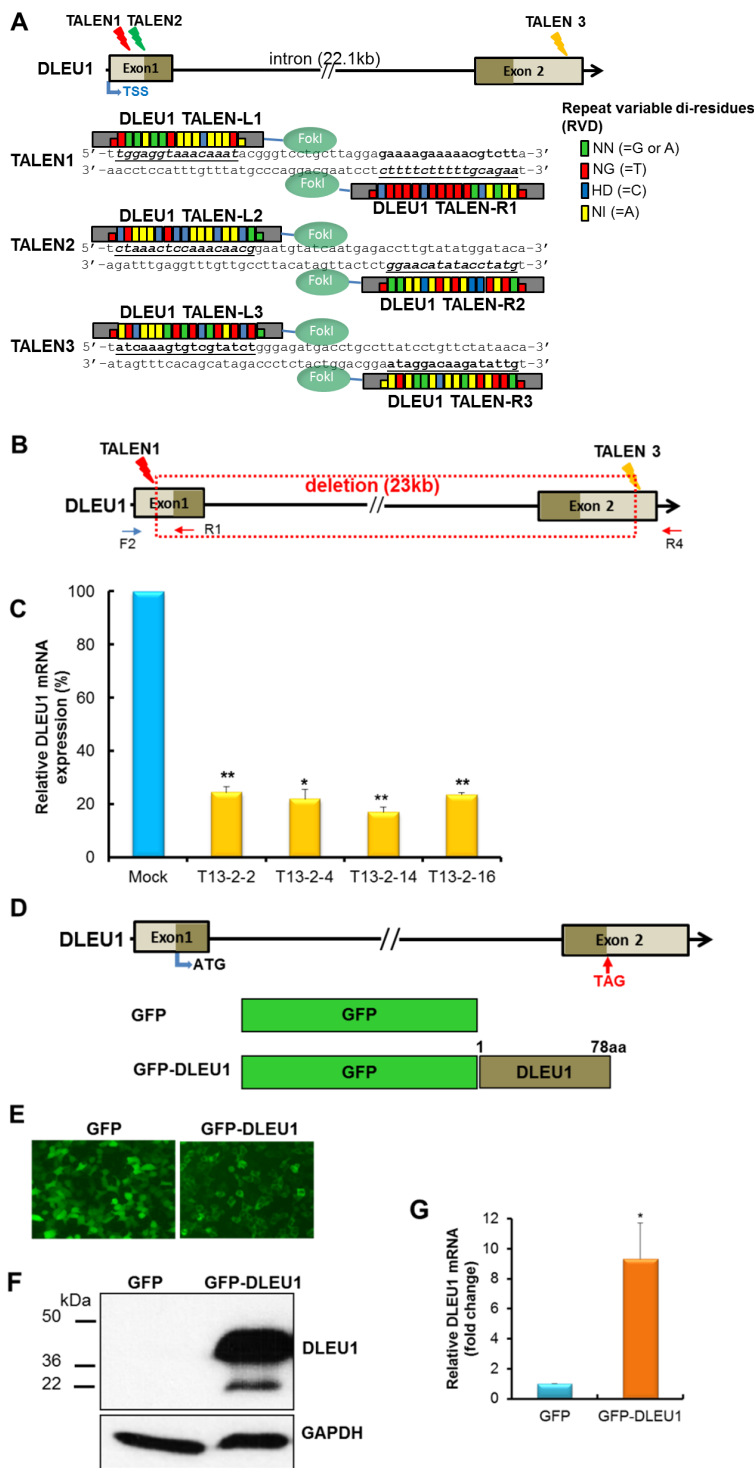 A
TALEN1 TALEN2
TALEN 3
DLEU1
Exon1
intron (22.1kb)
Exon 2
TSS
Repeat variable di-residues
(RVD)
NN (=G or A)
NG (=T)
HD (=C)
NI (=A)
DLEU1 TALEN-L1
FokI
TALEN1
5’-ttggaggtaaacaaatacgggtcctgcttaggagaaaagaaaaacgtctta-3’
3’-aacctccatttgtttatgcccaggacgaatcctcttttctttttgcagaat-5’
FokI
DLEU1 TALEN-R1
DLEU1 TALEN-L2
FokI
TALEN2
5’-tctaaactccaaacaacggaatgtatcaatgagaccttgtatatggataca-3’
3’-agatttgaggtttgttgccttacatagttactctggaacatatacctatgt-5’
FokI
DLEU1 TALEN-R2
DLEU1 TALEN-L3
FokI
TALEN3
5’-tatcaaagtgtcgtatctgggagatgacctgccttatcctgttctataaca-3’
3’-atagtttcacagcatagaccctctactggacggaataggacaagatattgt-5’
FokI
DLEU1 TALEN-R3
B
TALEN1
TALEN 3
deletion (23kb)
DLEU1
Exon1
Exon 2
F2
R1
R4
C
Relative DLEU1 mRNA
expression (%)
100
80
60
40
20
0
**
*
**
**
Mock
T13-2-2
T13-2-4
T13-2-14
T13-2-16
D
DLEU1
Exon1
Exon 2
ATG
TAG
GFP
GFP
1
78aa
GFP-DLEU1
GFP
DLEU1
E
GFP
GFP-DLEU1
F
GFP
GFP-DLEU1
kDa
50
36
22
DLEU1
GAPDH
G
Relative DLEU1 mRNA
(fold change)
12
10
8
6
4
2
0
*
GFP
GFP-DLEU1